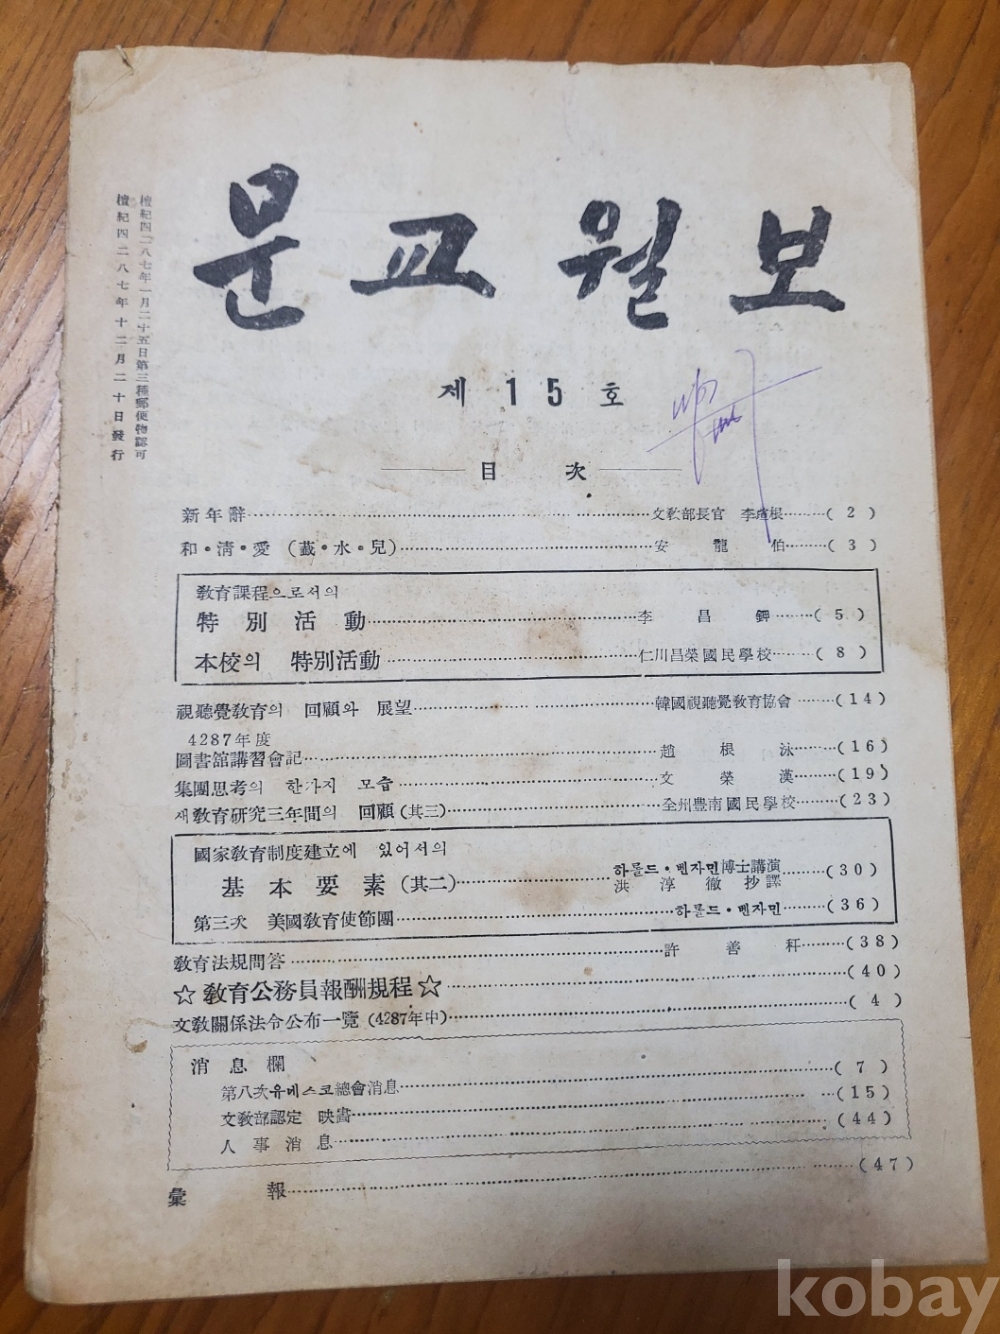 문교월보
檀紀四二八七年一月二十五日第三種郵便物認可
檀紀四二八七年十二月二十日發行
제 15 호
目 次
新年辭 文敎部長官 李瑄根 ( 2 )
和・淸・愛 (藏・水・兒) 安 龍 伯 ( 3 )
敎育課程으로서의
特 別 活 動 李 昌 鉀 ( 5 )
本校의 特別活動 仁川昌榮國民學校 ( 8 )
視聽覺敎育의 回顧와 展望 韓國視聽覺敎育協會 (14)
4287年度
圖書舘講習會記 趙 根 泳 (16)
集團思考의 한가지 모습 文 榮 漢 (19)
새敎育硏究三年間의 回顧 (其三) 全州豊南國民學校 (23)
國家敎育制度建立에 있어서의
基 本 要 素 (其二) 하롤드・벤자민博士講演 洪 淳 徹 抄譯 (30)
第三次 美國敎育使節團 하롤드・벤자민 (36)
敎育法規問答 許 善 秆 (38)
☆ 敎育公務員報酬規程 ☆ (40)
文敎關係法令公布一覽 (4287年中) ( 4 )
消 息 欄 ( 7 )
第八次유네스코總會消息 (15)
文敎部認定 映畵 (44)
人 事 消 息
彙 報 (47)
kobay